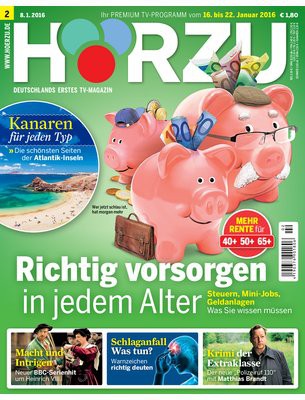 2
8.1.2016
Ihr PREMIUM TV-PROGRAMM vom 16. bis 22. Januar 2016
€ 1,80
WWW.HOERZU.DE
HÖRZU
DEUTSCHLANDS ERSTES TV-MAGAZIN
Kanaren
für jeden Typ
» Die schönsten Seiten
der Atlantik-Inseln
Wer jetzt schlau ist,
hat morgen mehr
MEHR
RENTE für
40+ 50+ 65+
Richtig vorsorgen
in jedem Alter
Steuern, Mini-Jobs,
Geldanlagen
Was Sie wissen müssen
Macht und
Intrigen
Neuer BBC-Serienhit
um Heinrich VIII.
Schlaganfall
Was tun?
Warnzeichen
richtig deuten
Krimi der
Extraklasse
Der neue „Polizeiruf 110"
mit Matthias Brandt